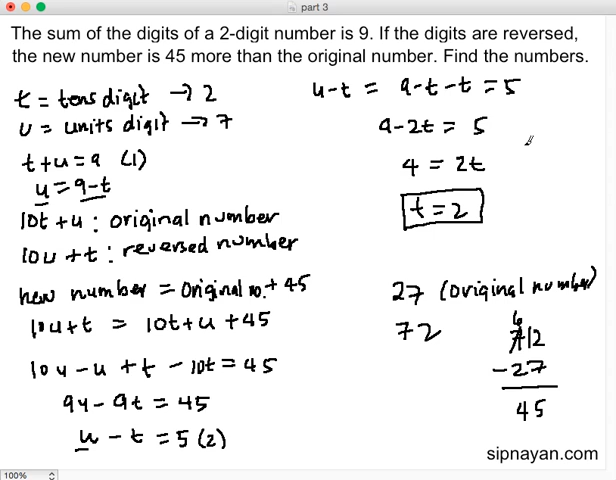 part 3
The sum of the digits of a 2-digit number is 9. If the digits are reversed,
the new number is 45 more than the original number. Find the numbers.
t = tens digit → 2
u = units digit → 7
t+u = 9 (1)
u = 9-t
10t + u : original number
10u + t : reversed number
new number = original no. + 45
10u+t = 10t+u +45
10u - u + t - 10t = 45
9u - 9t = 45
u - t = 5 (2)
u-t = 9-t-t = 5
9-2t = 5
4 = 2t
t = 2
27 (original number)
72
6
712
-27
45
sipnayan.com
100%